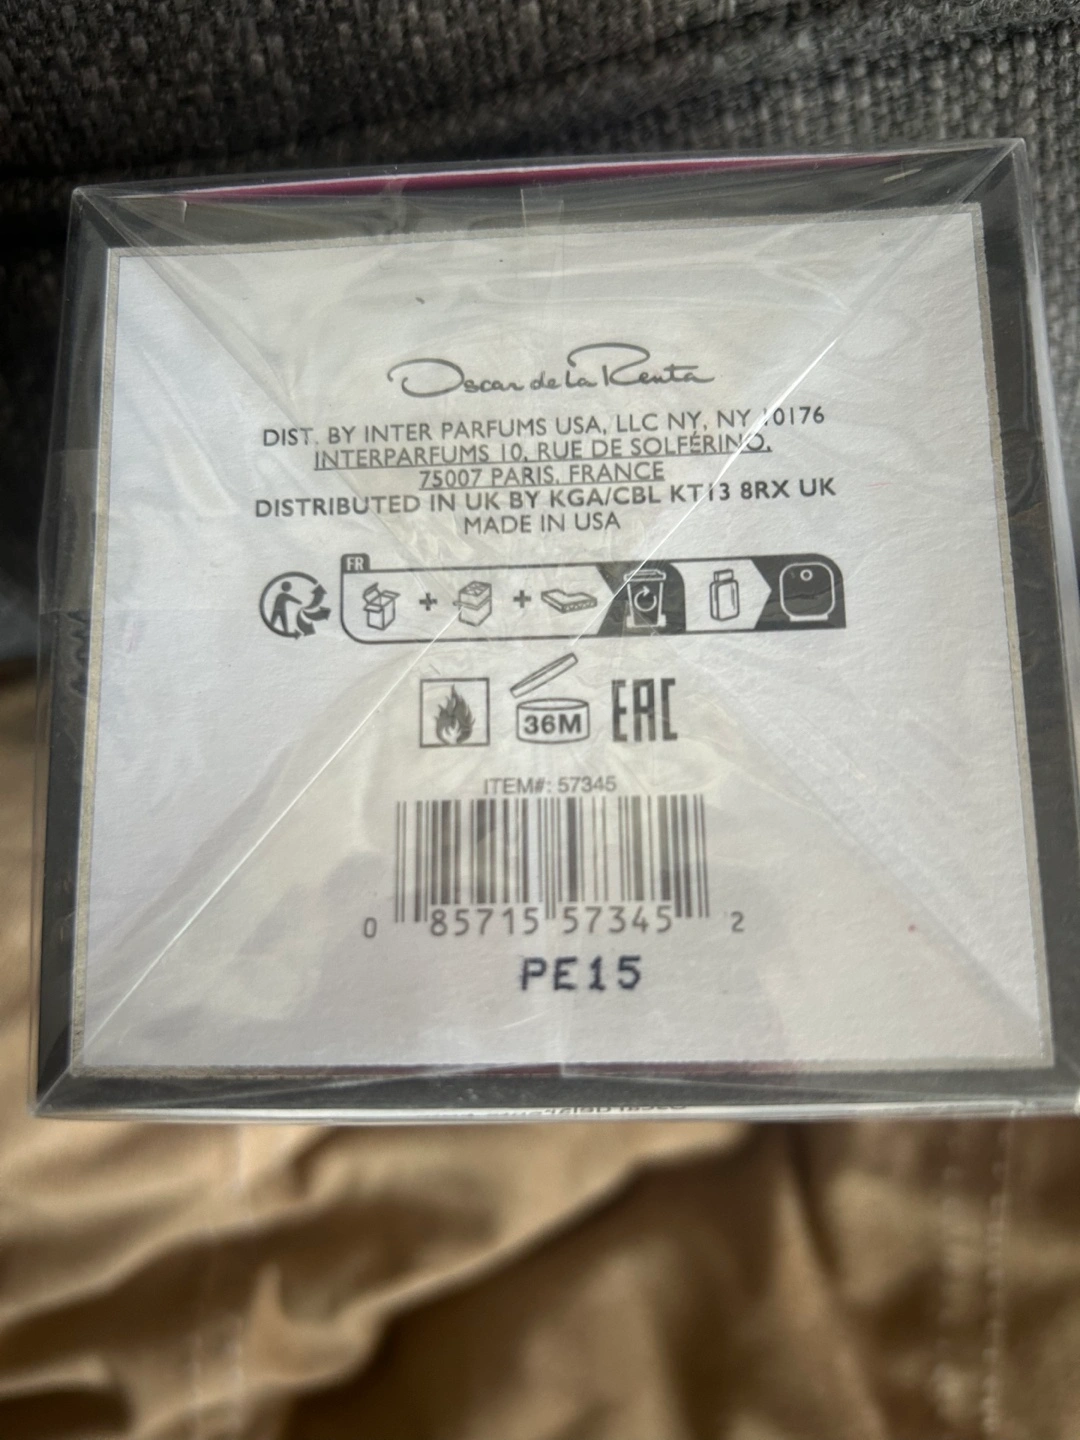 Oscar de la Renta
DIST. BY INTER PARFUMS USA, LLC NY, NY 10176
INTERPARFUMS 10, RUE DE SOLFÉRINO,
75007 PARIS, FRANCE
DISTRIBUTED IN UK BY KGA/CBL KT13 8RX UK
MADE IN USA
FR
+ +
36M EAC
ITEM#: 57345
0 85715 57345 2
PE15